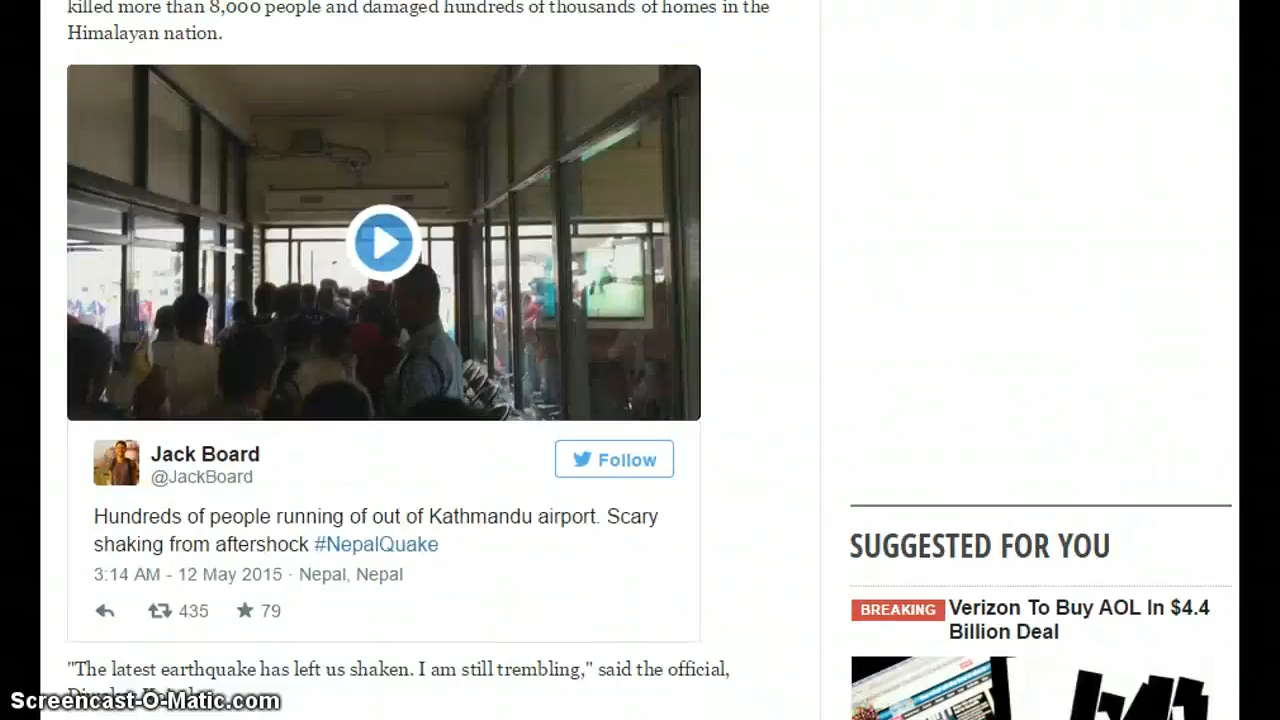 killed more than 8,000 people and damaged hundreds of thousands of homes in the
Himalayan nation.
Jack Board
@JackBoard
Follow
Hundreds of people running of out of Kathmandu airport. Scary
shaking from aftershock #NepalQuake
3:14 AM - 12 May 2015 · Nepal, Nepal
435 79
"The latest earthquake has left us shaken. I am still trembling," said the official,
Screencast-O-Matic.com
SUGGESTED FOR YOU
BREAKING Verizon To Buy AOL In $4.4
Billion Deal